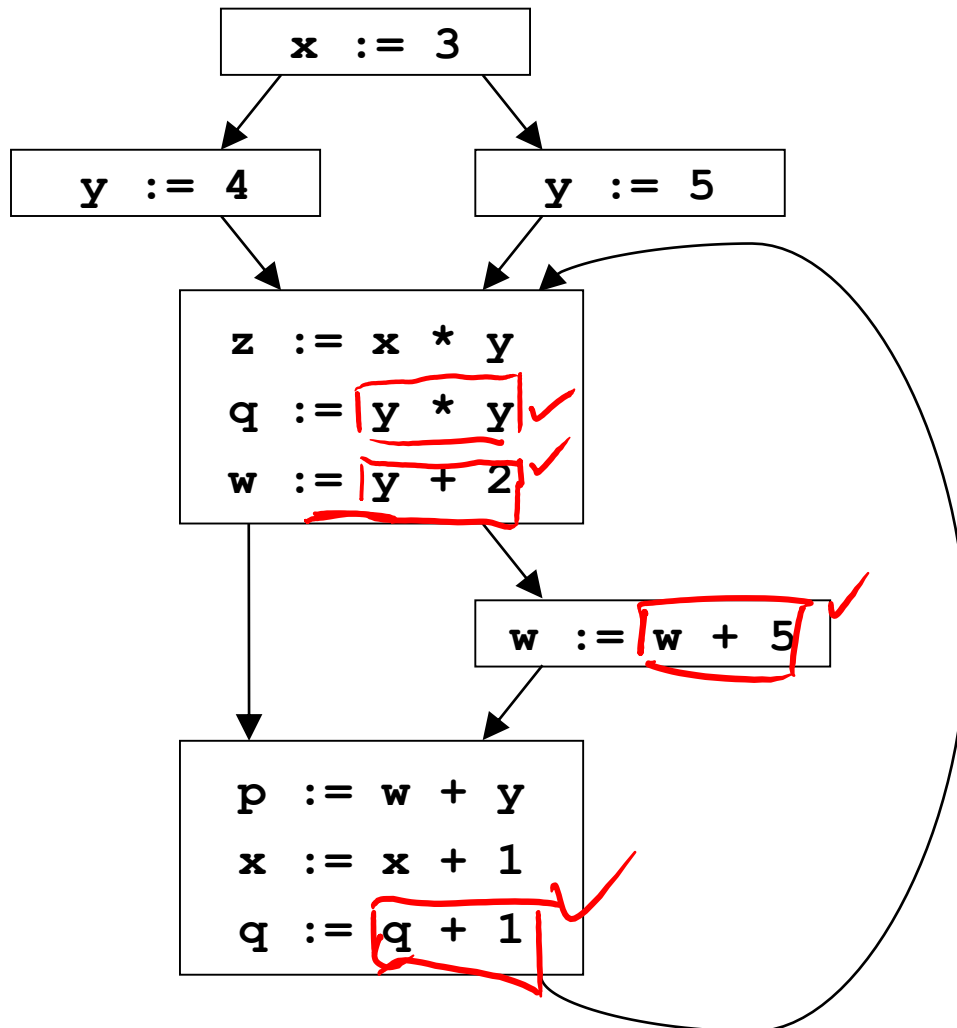 x := 3
y := 4
y := 5
z := x * y
q := y * y
w := y + 2
w := w + 5
p := w + y
x := x + 1
q := q + 1